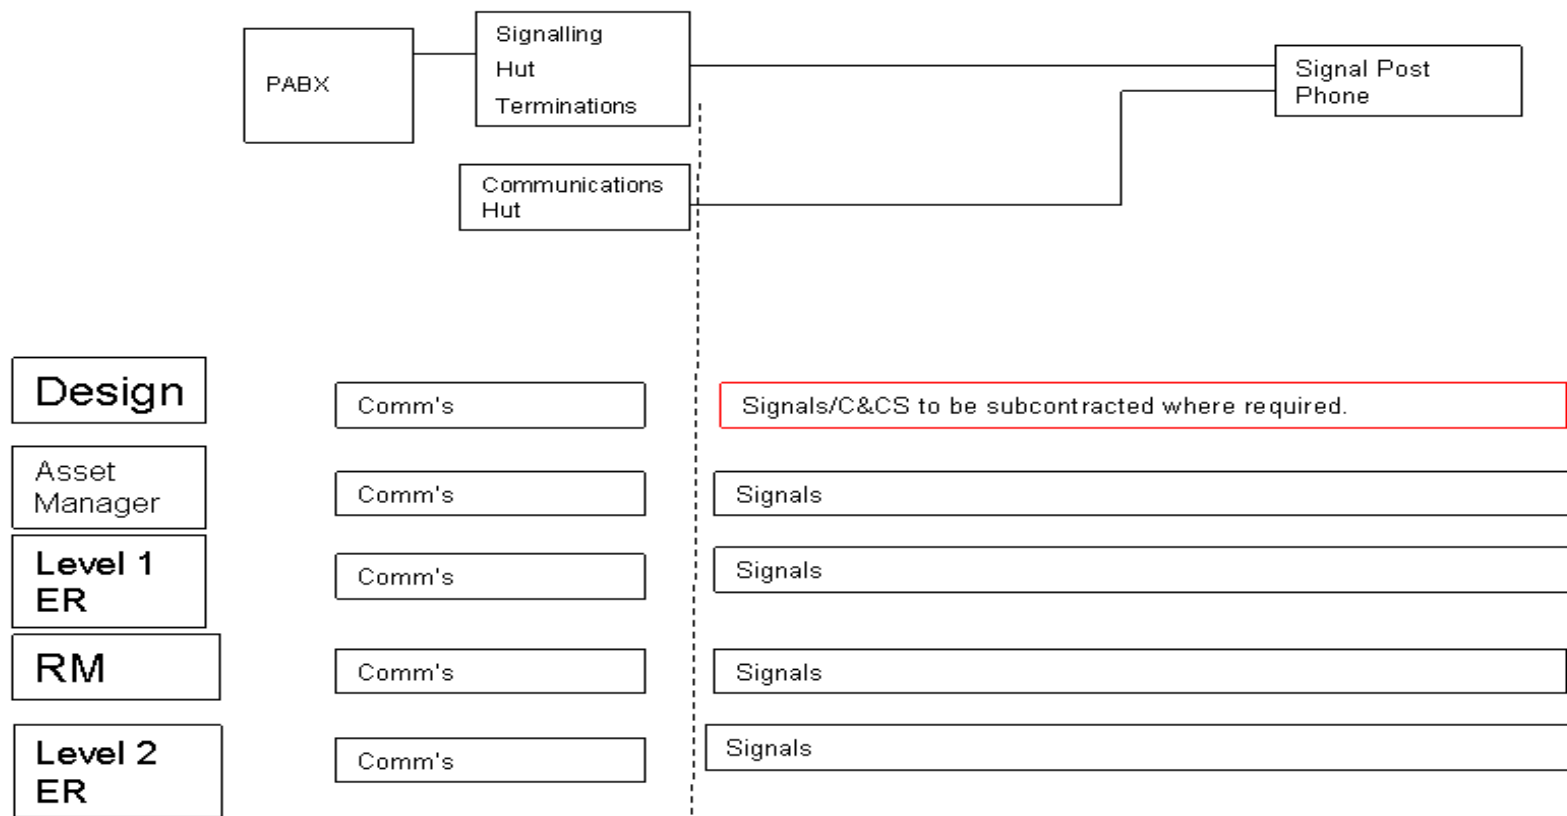 PABX
Signalling
Hut
Terminations
Signal Post
Phone
Communications
Hut
Design
Comm's
Signals/C&CS to be subcontracted where required.
Asset
Manager
Comm's
Signals
Level 1
ER
Comm's
Signals
RM
Comm's
Signals
Level 2
ER
Comm's
Signals